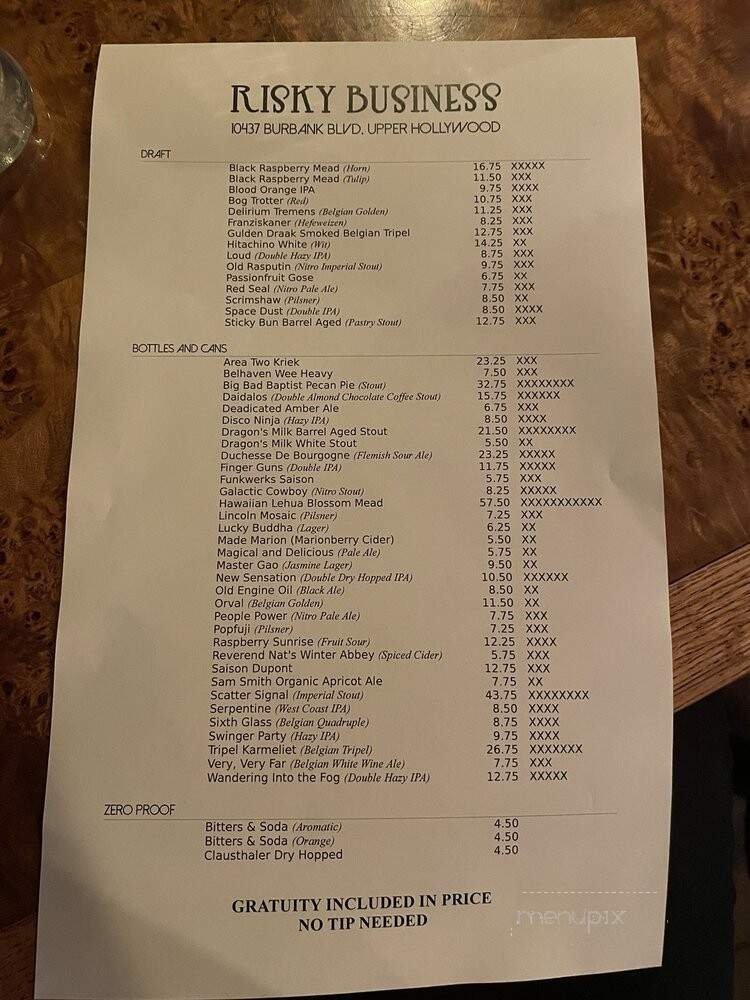 RISKY BUSINESS
10437 BURBANK BLVD, UPPER HOLLYWOOD
DRAFT
Black Raspberry Mead (Horn) 16.75 XXXXX
Black Raspberry Mead (Tulip) 11.50 XXX
Blood Orange IPA 9.75 XXXX
Bog Trotter (Red) 10.75 XXX
Delirium Tremens (Belgian Golden) 11.25 XXX
Franziskaner (Hefeweizen) 8.25 XXX
Gulden Draak Smoked Belgian Tripel 12.75 XXX
Hitachino White (Wit) 14.25 XX
Loud (Double Hazy IPA) 8.75 XXX
Old Rasputin (Nitro Imperial Stout) 9.75 XXX
Passionfruit Gose 6.75 XX
Red Seal (Nitro Pale Ale) 7.75 XXX
Scrimshaw (Pilsner) 8.50 XX
Space Dust (Double IPA) 8.50 XXXX
Sticky Bun Barrel Aged (Pastry Stout) 12.75 XXX
BOTTLES AND CANS
Area Two Kriek 23.25 XXX
Belhaven Wee Heavy 7.50 XXX
Big Bad Baptist Pecan Pie (Stout) 32.75 XXXXXXXX
Daidalos (Double Almond Chocolate Coffee Stout) 15.75 XXXXXX
Deadicated Amber Ale 6.75 XXX
Disco Ninja (Hazy IPA) 8.50 XXXX
Dragon's Milk Barrel Aged Stout 21.50 XXXXXXXX
Dragon's Milk White Stout 5.50 XX
Duchesse De Bourgogne (Flemish Sour Ale) 23.25 XXXXX
Finger Guns (Double IPA) 11.75 XXXXX
Funkwerks Saison 5.75 XXX
Galactic Cowboy (Nitro Stout) 8.25 XXXXX
Hawaiian Lehua Blossom Mead 57.50 XXXXXXXXXXX
Lincoln Mosaic (Pilsner) 7.25 XXX
Lucky Buddha (Lager) 6.25 XX
Made Marion (Marionberry Cider) 5.50 XX
Magical and Delicious (Pale Ale) 5.75 XX
Master Gao (Jasmine Lager) 9.50 XX
New Sensation (Double Dry Hopped IPA) 10.50 XXXXXX
Old Engine Oil (Black Ale) 8.50 XX
Orval (Belgian Golden) 11.50 XX
People Power (Nitro Pale Ale) 7.75 XXX
Popfuji (Pilsner) 7.25 XXX
Raspberry Sunrise (Fruit Sour) 12.25 XXXX
Reverend Nat's Winter Abbey (Spiced Cider) 5.75 XXX
Saison Dupont 12.75 XXX
Sam Smith Organic Apricot Ale 7.75 XX
Scatter Signal (Imperial Stout) 43.75 XXXXXXXX
Serpentine (West Coast IPA) 8.50 XXXX
Sixth Glass (Belgian Quadruple) 8.75 XXXX
Swinger Party (Hazy IPA) 9.75 XXXX
Tripel Karmeliet (Belgian Tripel) 26.75 XXXXXXX
Very, Very Far (Belgian White Wine Ale) 7.75 XXX
Wandering Into the Fog (Double Hazy IPA) 12.75 XXXXX
ZERO PROOF
Bitters & Soda (Aromatic) 4.50
Bitters & Soda (Orange) 4.50
Clausthaler Dry Hopped 4.50
GRATUITY INCLUDED IN PRICE
NO TIP NEEDED
menupix